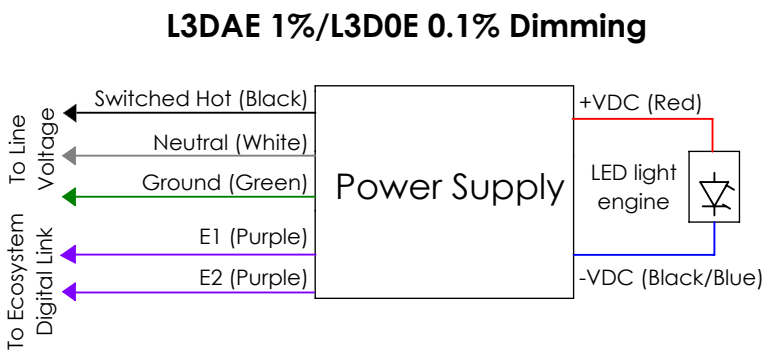 L3DAE 1%/L3D0E 0.1% Dimming
To Line
Voltage
Switched Hot (Black)
Neutral (White)
Ground (Green)
To Ecosystem
Digital Link
E1 (Purple)
E2 (Purple)
Power Supply
+VDC (Red)
LED light
engine
-VDC (Black/Blue)